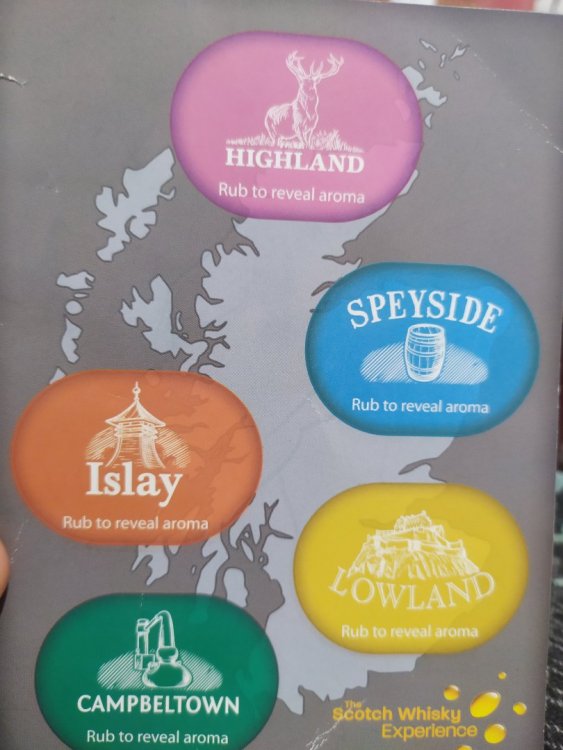 HIGHLAND
Rub to reveal aroma
SPEYSIDE
Rub to reveal aroma
Islay
Rub to reveal aroma
LOWLAND
Rub to reveal aroma
CAMPBELTOWN
Rub to reveal aroma
The
Scotch Whisky
Experience